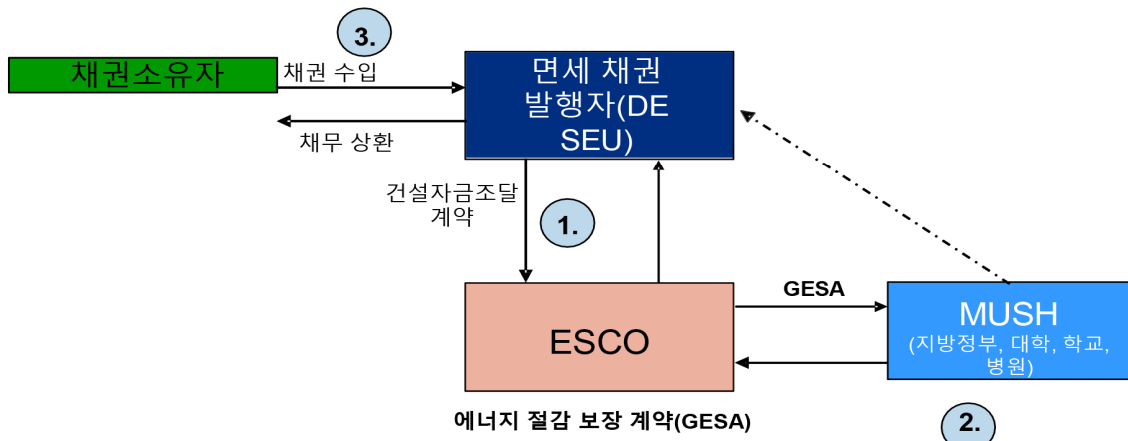 3.
채권소유자
채권 수입
면세 채권
발행자(DE
SEU)
채무 상환
건설자금조달
계약
1.
GESA
ESCO
MUSH
(지방정부, 대학, 학교,
병원)
에너지 절감 보장 계약(GESA)
2.